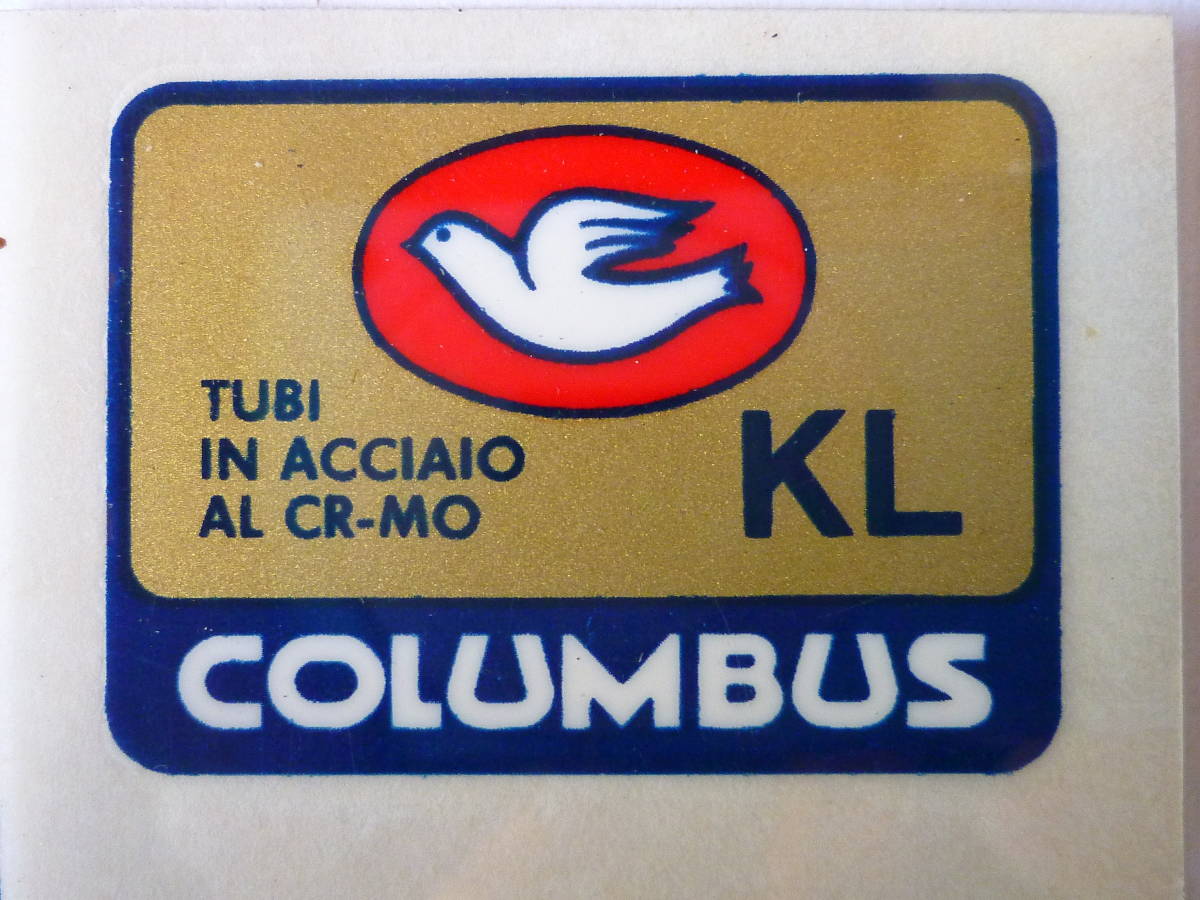 TUBI
IN ACCIAIO
AL CR-MO
KL
COLUMBUS